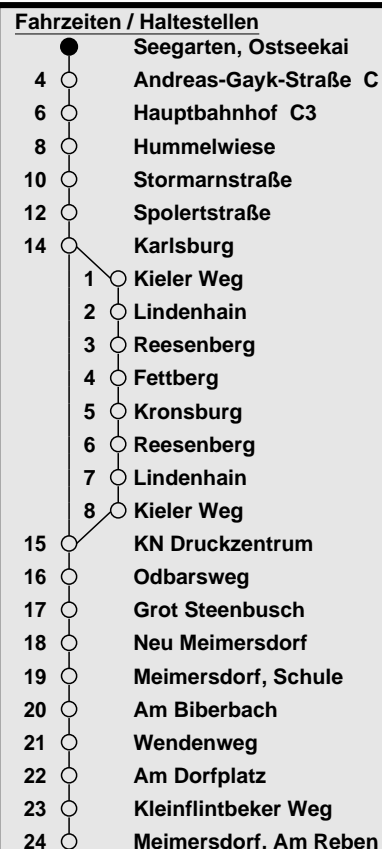 Fahrzeiten / Haltestellen
Seegarten, Ostseekai
4 Andreas-Gayk-Straße C
6 Hauptbahnhof C3
8 Hummelwiese
10 Stormarnstraße
12 Spolertstraße
14 Karlsburg
1 Kieler Weg
2 Lindenhain
3 Reesenberg
4 Fettberg
5 Kronsburg
6 Reesenberg
7 Lindenhain
8 Kieler Weg
15 KN Druckzentrum
16 Odbarsweg
17 Grot Steenbusch
18 Neu Meimersdorf
19 Meimersdorf, Schule
20 Am Biberbach
21 Wendenweg
22 Am Dorfplatz
23 Kleinflintbeker Weg
24 Meimersdorf, Am Reben